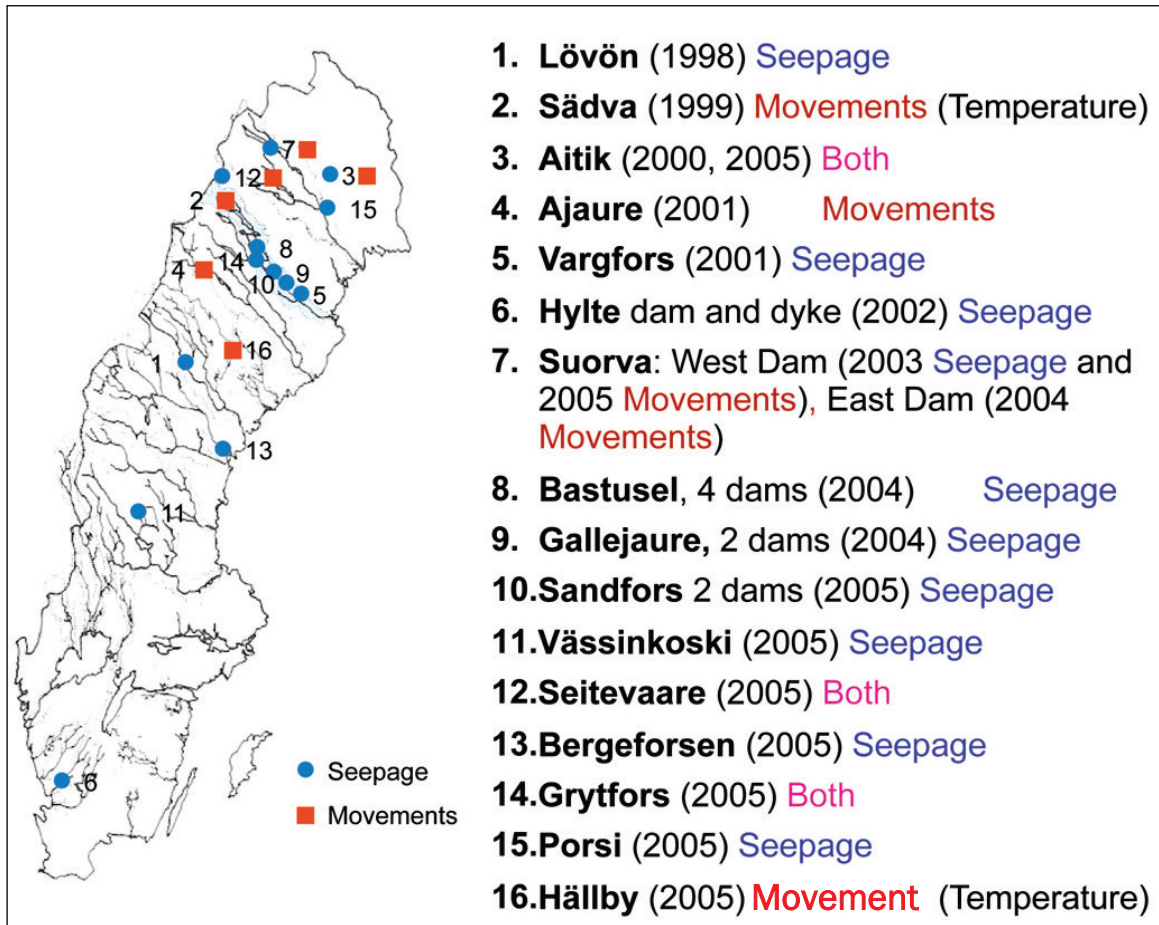 1. Lövön (1998) Seepage
2. Sädva (1999) Movements (Temperature)
3. Aitik (2000, 2005) Both
4. Ajaure (2001) Movements
5. Vargfors (2001) Seepage
6. Hylte dam and dyke (2002) Seepage
7. Suorva: West Dam (2003 Seepage and
2005 Movements), East Dam (2004
Movements)
8. Bastusel, 4 dams (2004) Seepage
9. Gallejaure, 2 dams (2004) Seepage
10.Sandfors 2 dams (2005) Seepage
11.Vässinkoski (2005) Seepage
12.Seitevaare (2005) Both
13.Bergeforsen (2005) Seepage
14.Grytfors (2005) Both
15.Porsi (2005) Seepage
16.Hällby (2005) Movement (Temperature)
7
12
3
2
15
8
14
4
9
10
5
16
1
13
11
6
Seepage
Movements